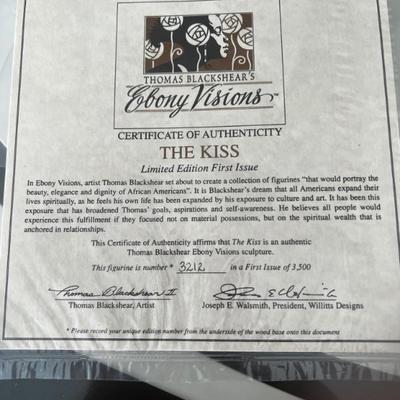 THOMAS BLACKSHEAR'S
Ebony Visions™
CERTIFICATE OF AUTHENTICITY
THE KISS
Limited Edition First Issue
In Ebony Visions, artist Thomas Blackshear set about to create a collection of figurines "that would portray the
beauty, elegance and dignity of African Americans". It is Blackshear's dream that all Americans expand their
lives spiritually, as he feels his own life has been expanded by his exposure to culture and art. It has been this
exposure that has broadened Thomas' goals, aspirations and self-awareness. He believes all people would
experience this fulfillment if they focused not on material possessions, but on the spiritual wealth that is
anchored in relationships.
This Certificate of Authenticity affirms that The Kiss is an authentic
Thomas Blackshear Ebony Visions sculpture.
This figurine is number * 3212 in a First Issue of 3,500
Thomas Blackshear II
Thomas Blackshear, Artist
Joseph E. Walsmith, President, Willitts Designs
* Please record your unique edition number from the underside of the wood base onto this document